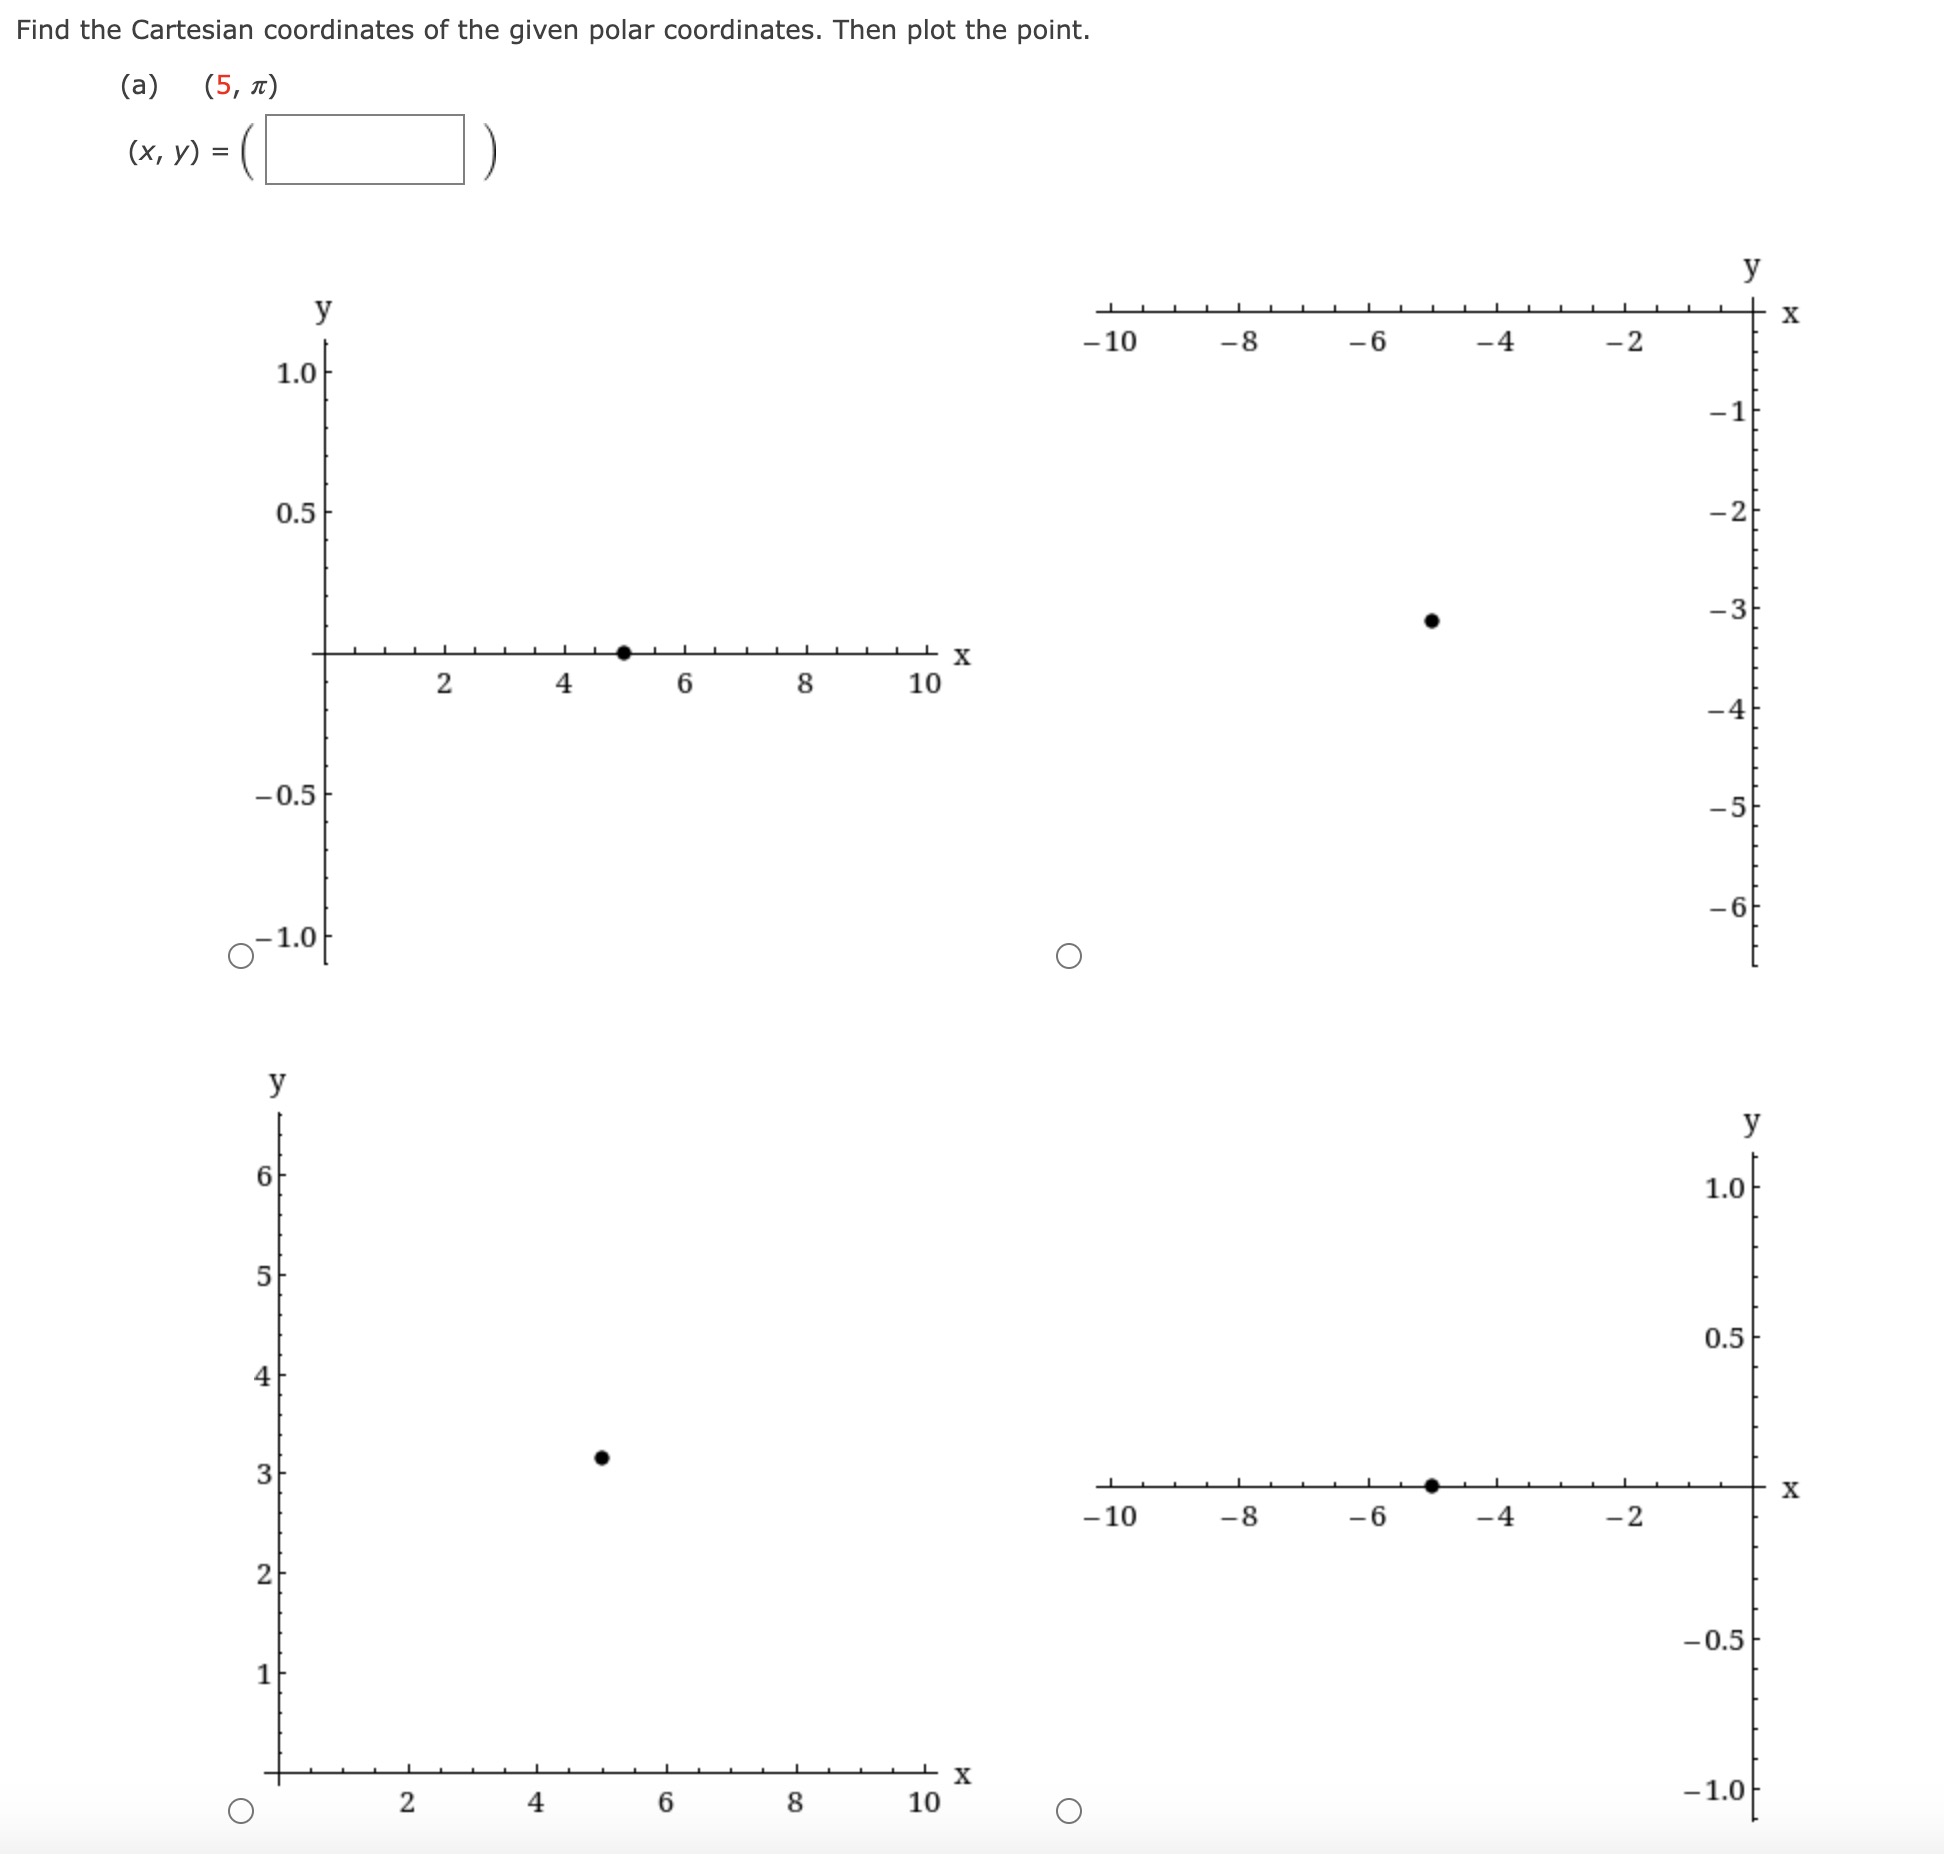 Find the Cartesian coordinates of the given polar coordinates. Then plot the point.
(a) (5, π)
(x, y) = ( )
y
1.0
0.5
x
2 4 6 8 10
−0.5
−1.0
y
x
−10 −8 −6 −4 −2
−1
−2
−3
−4
−5
−6
y
6
5
4
3
2
1
x
2 4 6 8 10
y
1.0
0.5
x
−10 −8 −6 −4 −2
−0.5
−1.0